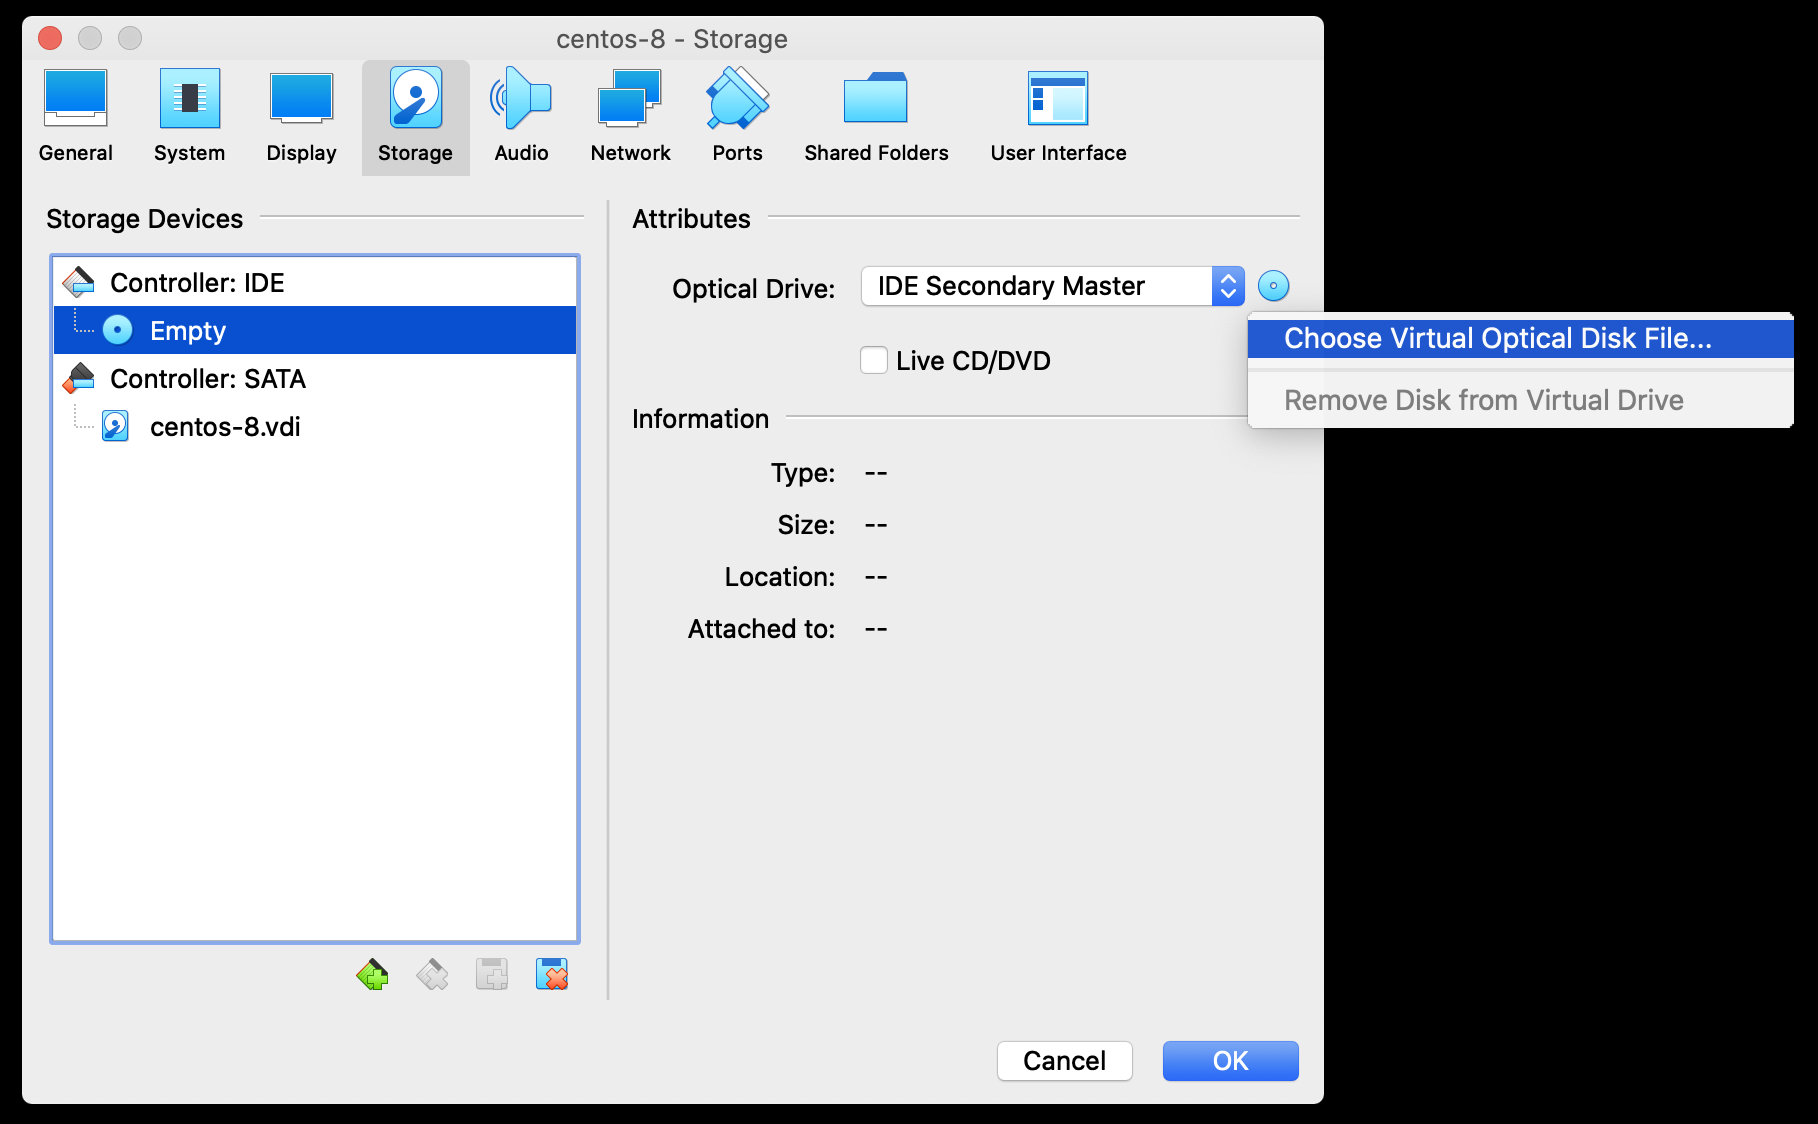 centos-8 - Storage
General
System
Display
Storage
Audio
Network
Ports
Shared Folders
User Interface
Storage Devices
Controller: IDE
Empty
Controller: SATA
centos-8.vdi
Attributes
Optical Drive: IDE Secondary Master
Live CD/DVD
Choose Virtual Optical Disk File...
Remove Disk from Virtual Drive
Information
Type: --
Size: --
Location: --
Attached to: --
Cancel
OK